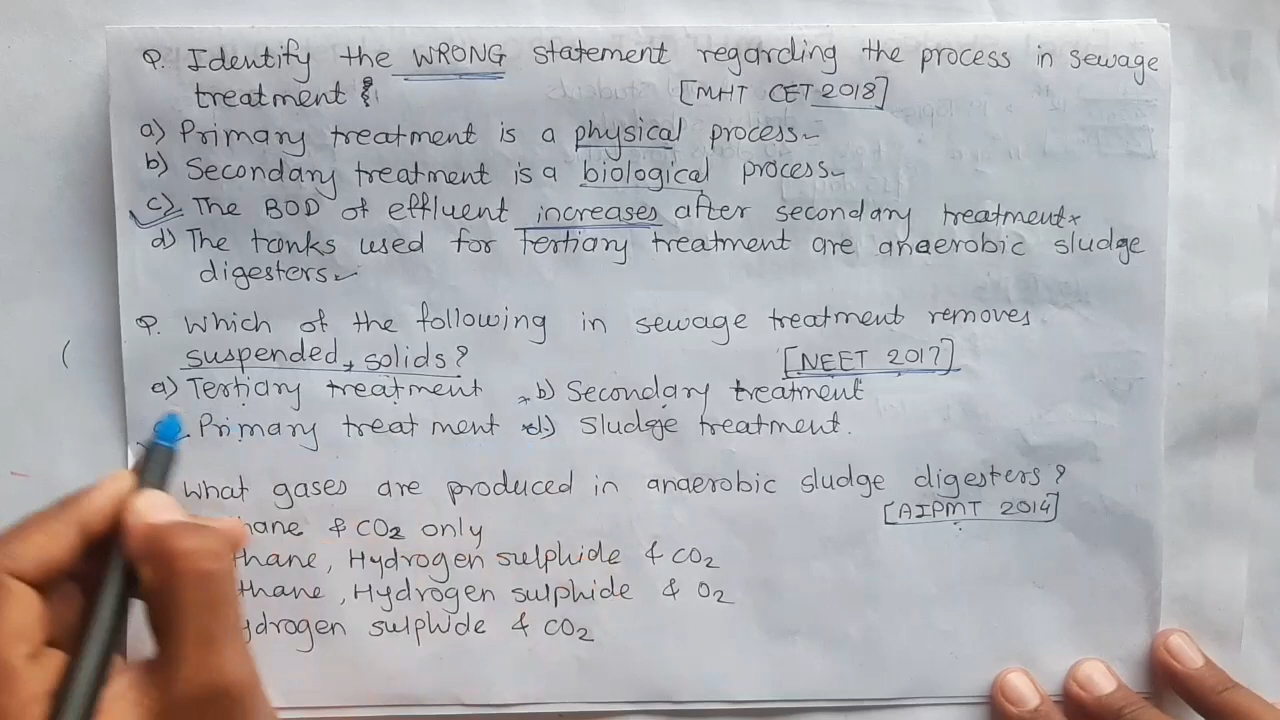 Q. Identify the WRONG statement regarding the process in sewage
treatment
[MHT CET 2018]
a) Primary treatment is a physical process
b) Secondary treatment is a biological process
c) The BOD of effluent increases after secondary treatment
d) The tanks used for tertiary treatment are anaerobic sludge
digesters
Q. Which of the following in sewage treatment removes
suspended solids?
[NEET 2017]
a) Tertiary treatment b) Secondary treatment
Primary treatment d) Sludge treatment.
What gases are produced in anaerobic sludge digesters?
[AIPMT 2014]
hane & CO2 only
thane, Hydrogen sulphide & CO2
thane, Hydrogen sulphide & O2
ydrogen sulphide & CO2